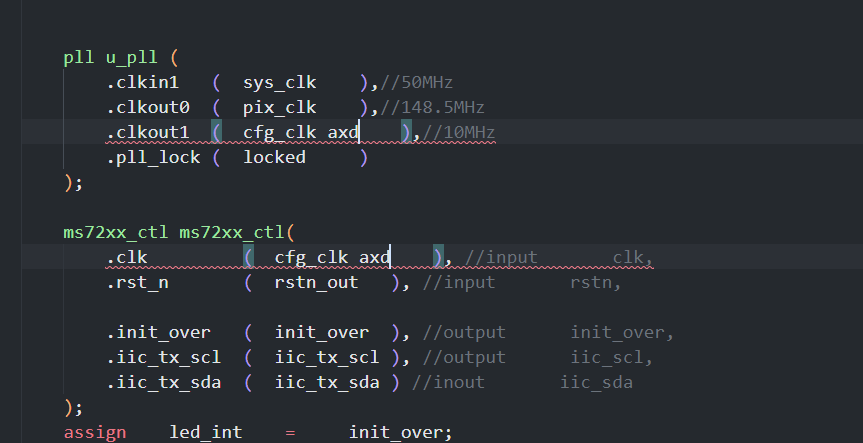 pll u_pll (
.clkin1 ( sys_clk ),//50MHz
.clkout0 ( pix_clk ),//148.5MHz
.clkout1 ( cfg_clk axd ),//10MHz
.pll_lock ( locked )
);
ms72xx_ctl ms72xx_ctl(
.clk ( cfg_clk axd ), //input clk,
.rst_n ( rstn_out ), //input rstn,
.init_over ( init_over ), //output init_over,
.iic_tx_scl ( iic_tx_scl ), //output iic_scl,
.iic_tx_sda ( iic_tx_sda ) //inout iic_sda
);
assign led_int = init_over;